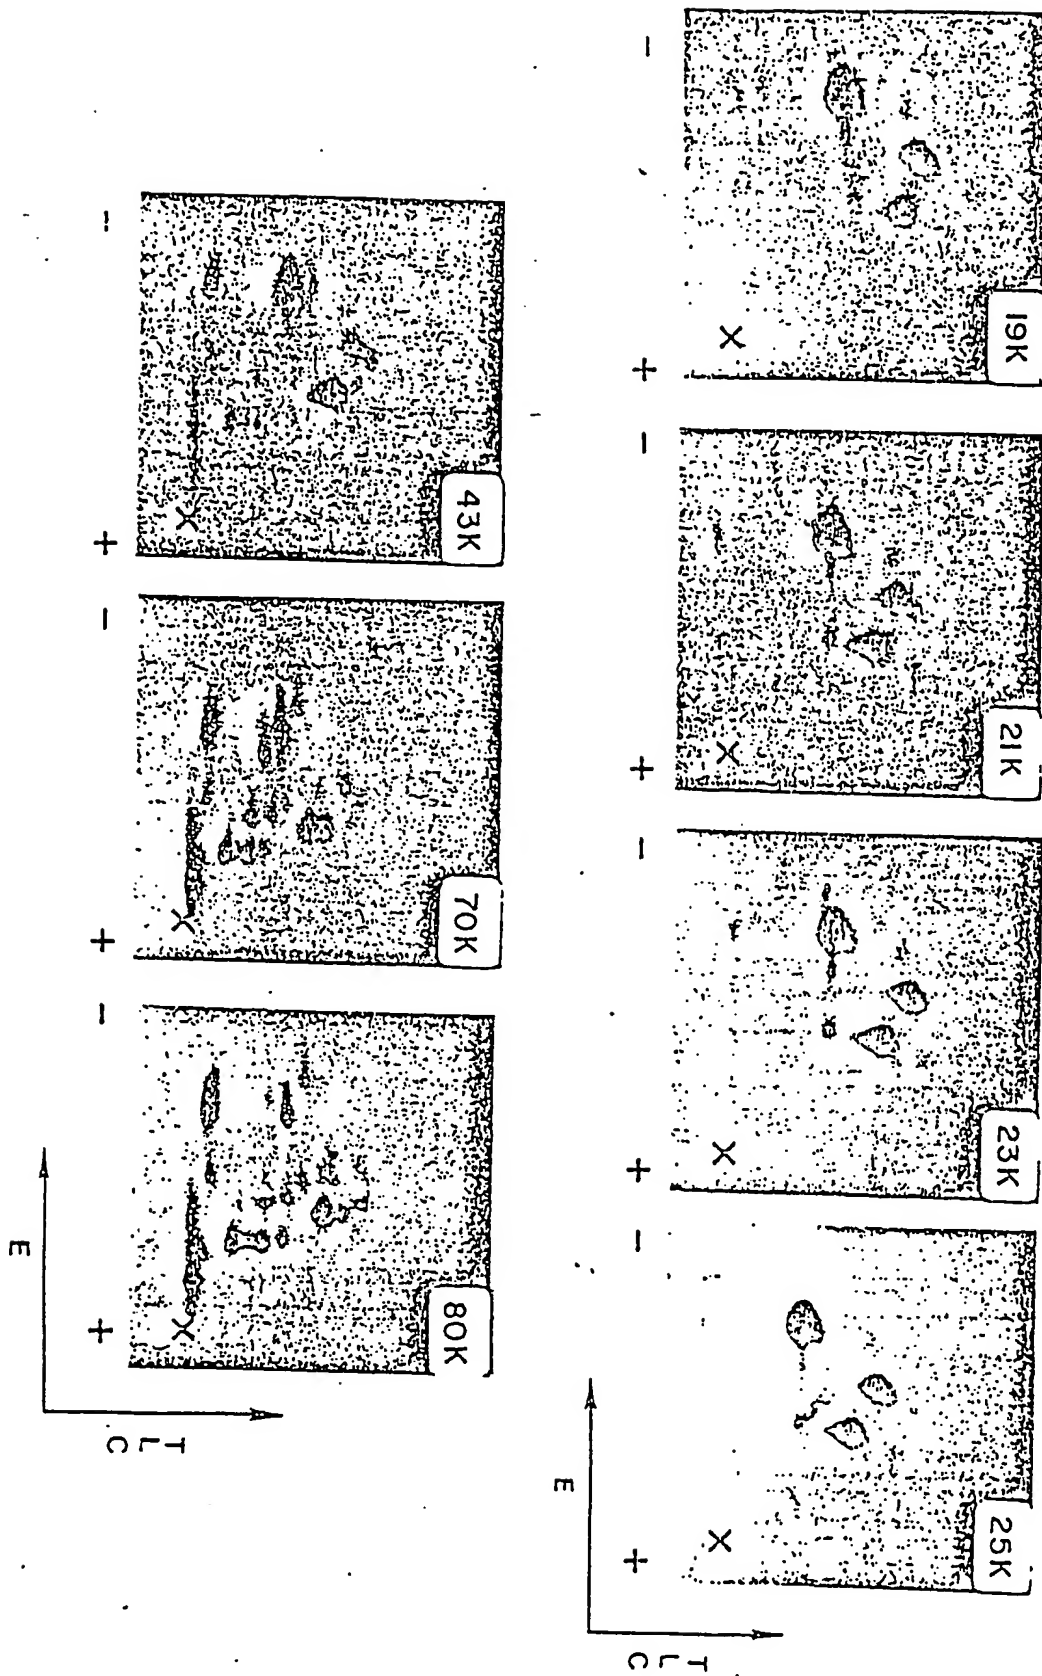 19K 21K 23K 25K
X X X X
− + − + − + − +
TLC
E
43K 70K 80K
X X X
− + − + − +
TLC
E